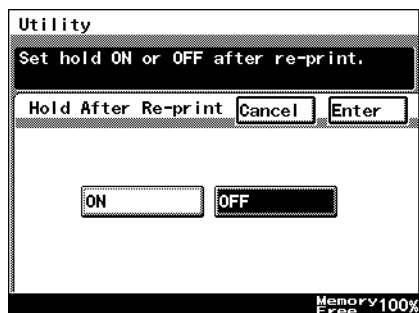 Utility
Set hold ON or OFF after re-print.
Hold After Re-print Cancel Enter
ON OFF
Memory Free 100%